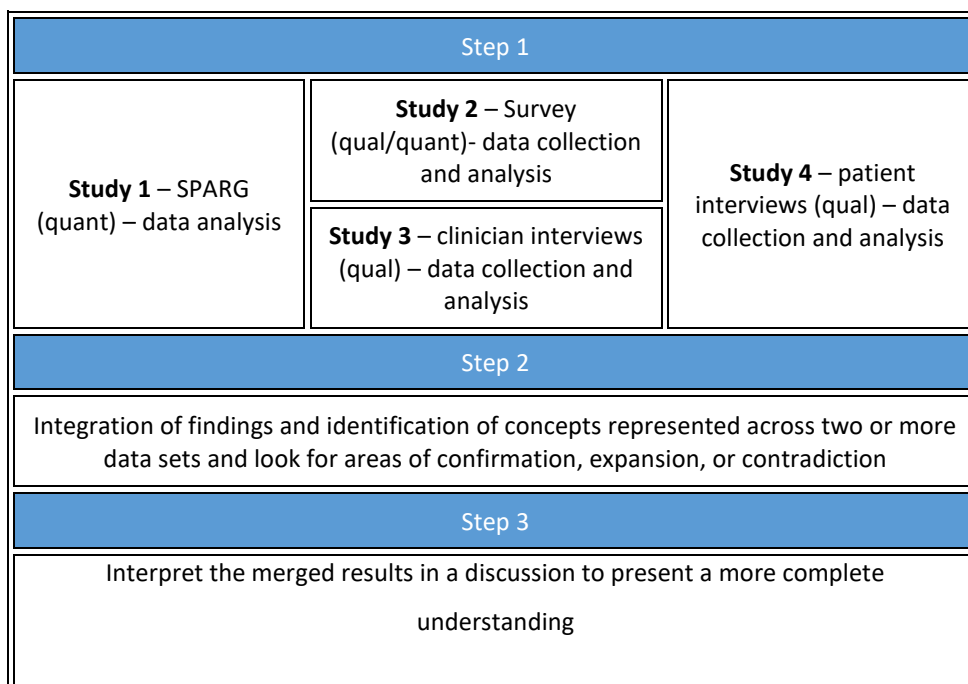 Step 1
Study 1 – SPARG
(quant) – data analysis
Study 2 – Survey
(qual/quant)- data collection
and analysis
Study 3 – clinician interviews
(qual) – data collection and
analysis
Study 4 – patient
interviews (qual) – data
collection and analysis
Step 2
Integration of findings and identification of concepts represented across two or more
data sets and look for areas of confirmation, expansion, or contradiction
Step 3
Interpret the merged results in a discussion to present a more complete
understanding